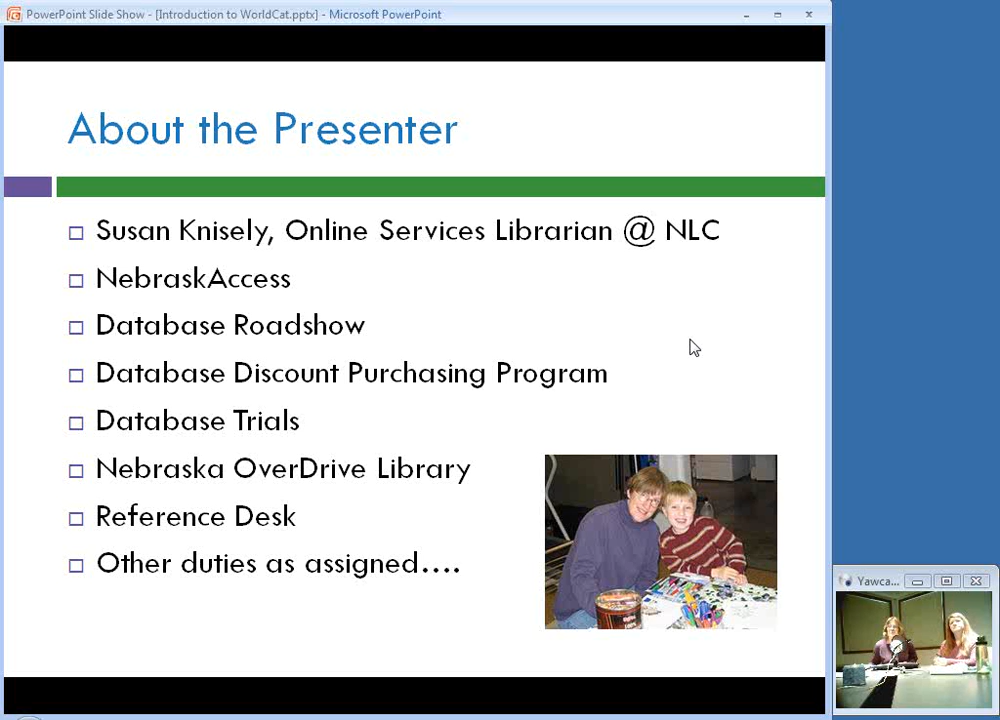 PowerPoint Slide Show - [Introduction to WorldCat.pptx] - Microsoft PowerPoint
About the Presenter
Susan Knisely, Online Services Librarian @ NLC
NebraskAccess
Database Roadshow
Database Discount Purchasing Program
Database Trials
Nebraska OverDrive Library
Reference Desk
Other duties as assigned....
Yawca...